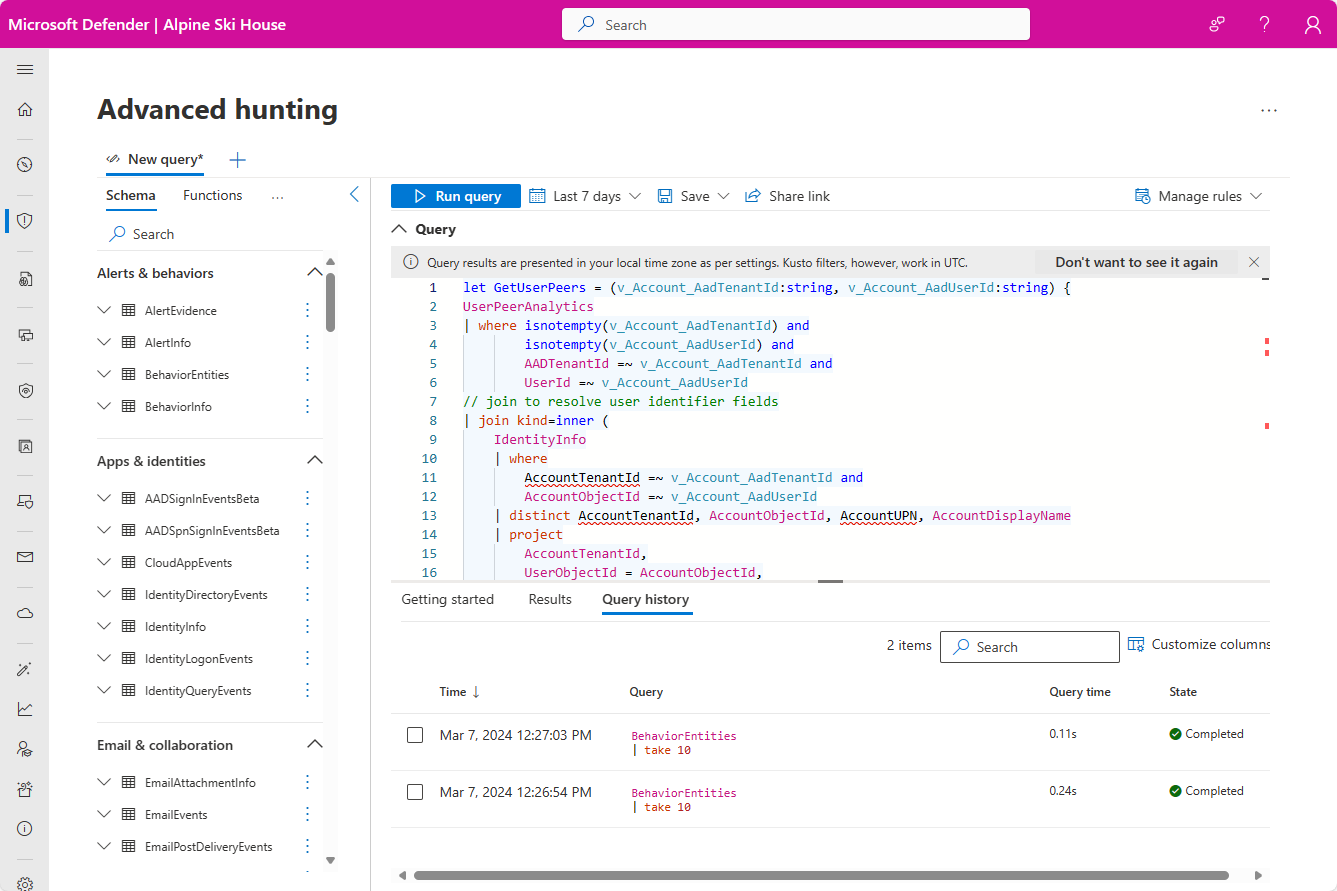 Microsoft Defender | Alpine Ski House
Search
Advanced hunting
New query*
Schema
Functions
Search
Alerts & behaviors
AlertEvidence
AlertInfo
BehaviorEntities
BehaviorInfo
Apps & identities
AADSignInEventsBeta
AADSpnSignInEventsBeta
CloudAppEvents
IdentityDirectoryEvents
IdentityInfo
IdentityLogonEvents
IdentityQueryEvents
Email & collaboration
EmailAttachmentInfo
EmailEvents
EmailPostDeliveryEvents
Run query
Last 7 days
Save
Share link
Manage rules
Query
Query results are presented in your local time zone as per settings. Kusto filters, however, work in UTC.
Don't want to see it again
1 let GetUserPeers = (v_Account_AadTenantId:string, v_Account_AadUserId:string) {
2 UserPeerAnalytics
3 | where isnotempty(v_Account_AadTenantId) and
4 isnotempty(v_Account_AadUserId) and
5 AADTenantId =~ v_Account_AadTenantId and
6 UserId =~ v_Account_AadUserId
7 // join to resolve user identifier fields
8 | join kind=inner (
9 IdentityInfo
10 | where
11 AccountTenantId =~ v_Account_AadTenantId and
12 AccountObjectId =~ v_Account_AadUserId
13 | distinct AccountTenantId, AccountObjectId, AccountUPN, AccountDisplayName
14 | project
15 AccountTenantId,
16 UserObjectId = AccountObjectId,
Getting started
Results
Query history
2 items
Search
Customize columns
Time ↓ Query Query time State
Mar 7, 2024 12:27:03 PM BehaviorEntities 0.11s Completed
| take 10
Mar 7, 2024 12:26:54 PM BehaviorEntities 0.24s Completed
| take 10